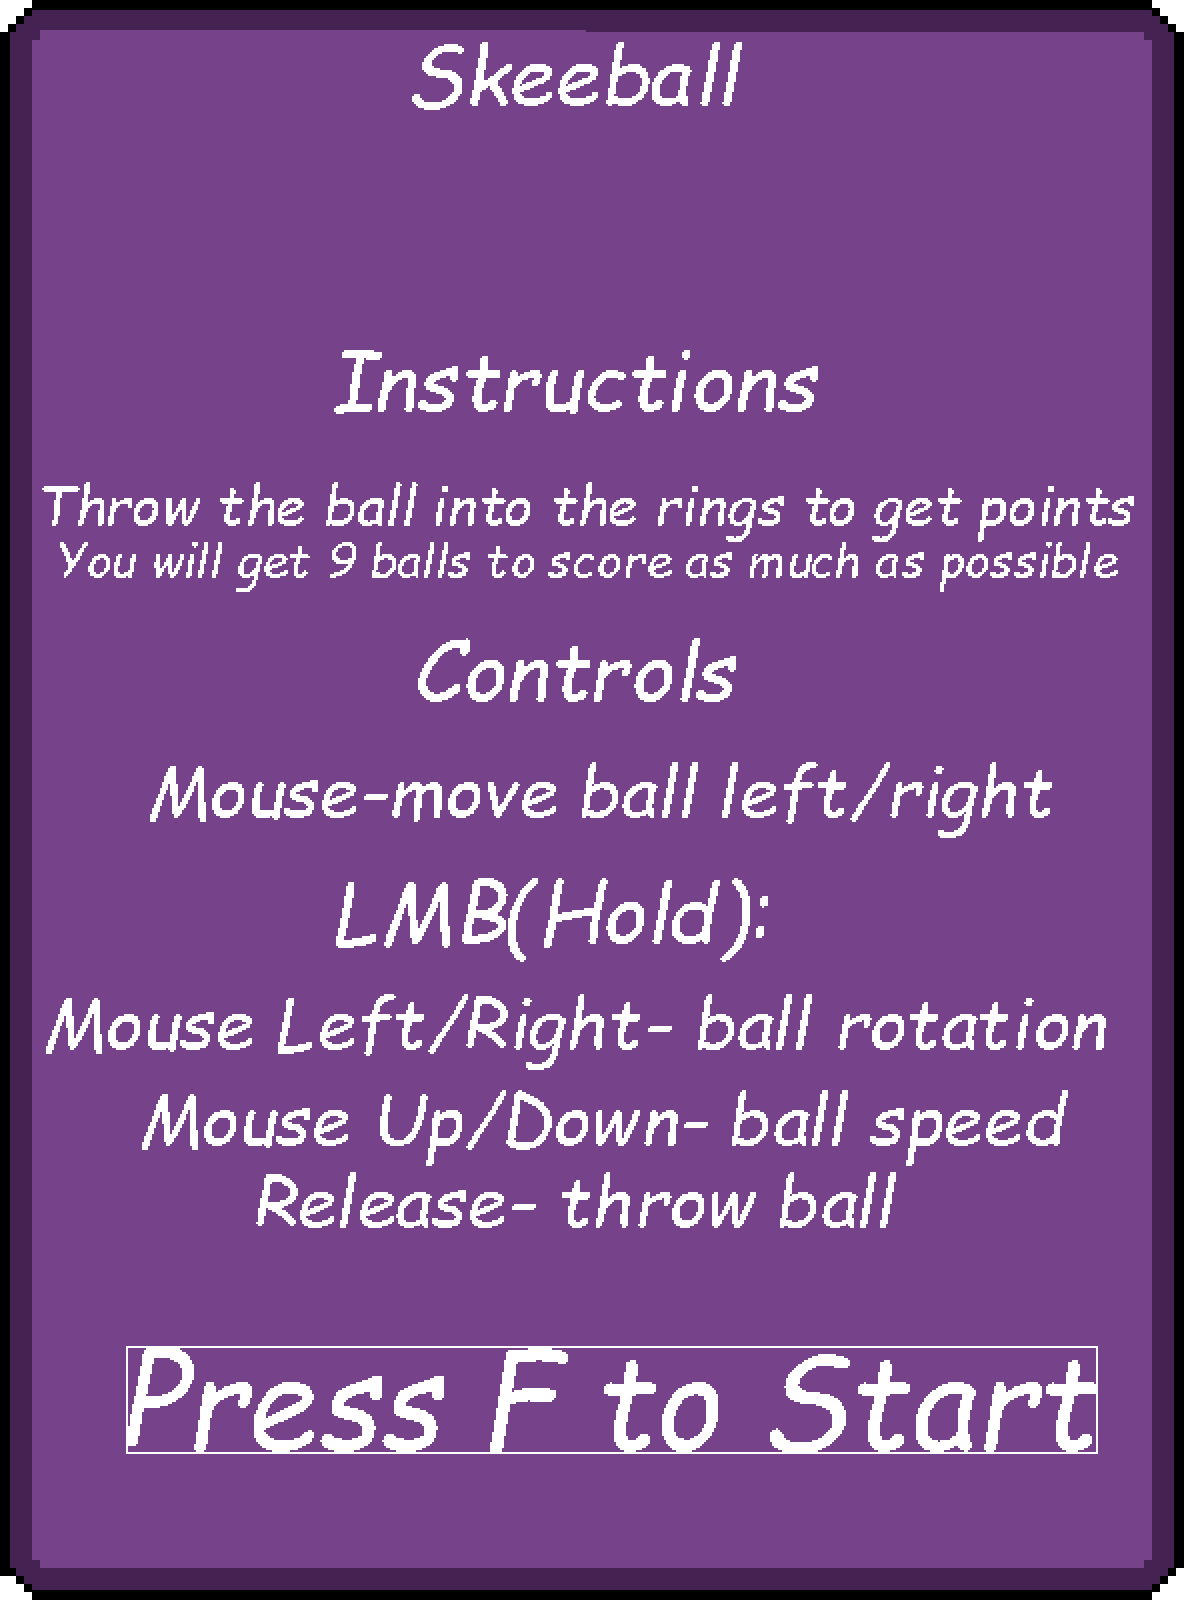 Skeeball
Instructions
Throw the ball into the rings to get points
You will get 9 balls to score as much as possible
Controls
Mouse-move ball left/right
LMB(Hold):
Mouse Left/Right- ball rotation
Mouse Up/Down- ball speed
Release- throw ball
Press F to Start